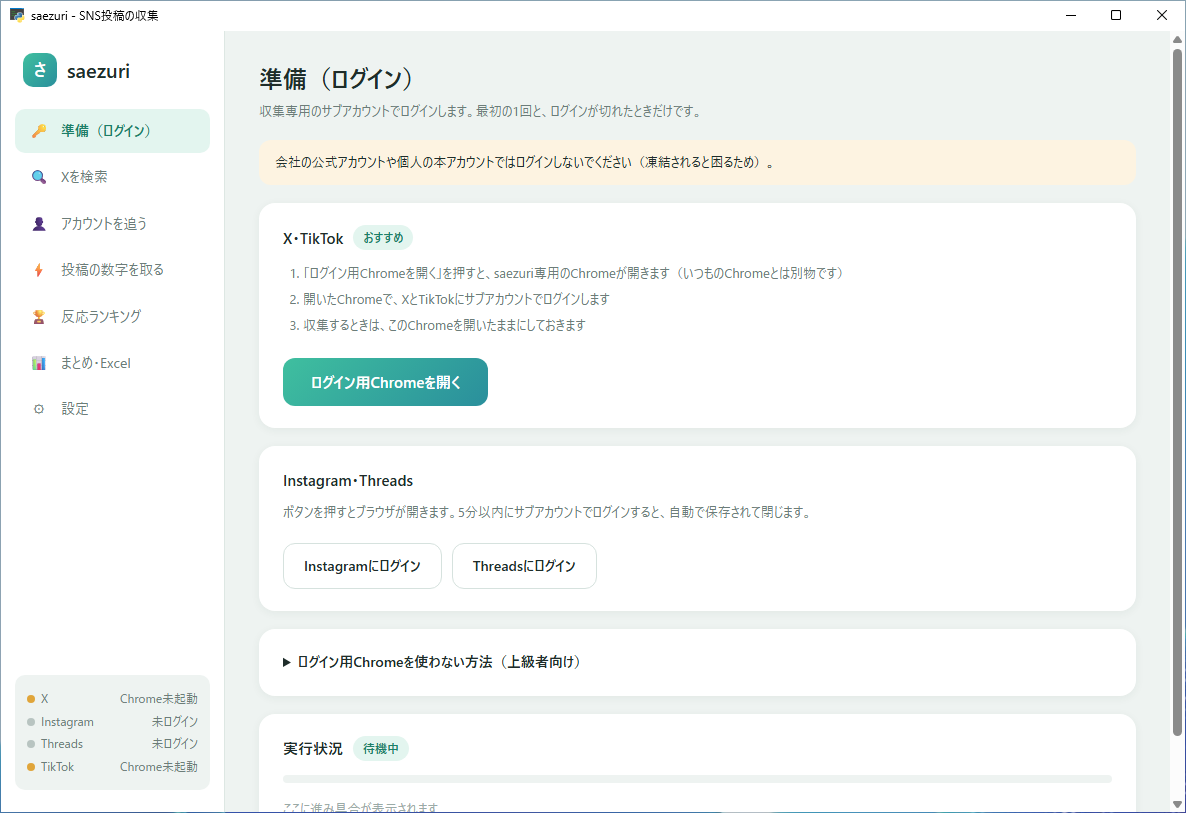 saezuri - SNS投稿の収集
さ saezuri
準備（ログイン）
Xを検索
アカウントを追う
投稿の数字を取る
反応ランキング
まとめ・Excel
設定
X Chrome未起動
Instagram 未ログイン
Threads 未ログイン
TikTok Chrome未起動
準備（ログイン）
収集専用のサブアカウントでログインします。最初の1回と、ログインが切れたときだけです。
会社の公式アカウントや個人の本アカウントではログインしないでください（凍結されると困るため）。
X・TikTok おすすめ
1. 「ログイン用Chromeを開く」を押すと、saezuri専用のChromeが開きます（いつものChromeとは別物です）
2. 開いたChromeで、XとTikTokにサブアカウントでログインします
3. 収集するときは、このChromeを開いたままにしておきます
ログイン用Chromeを開く
Instagram・Threads
ボタンを押すとブラウザが開きます。5分以内にサブアカウントでログインすると、自動で保存されて閉じます。
Instagramにログイン Threadsにログイン
ログイン用Chromeを使わない方法（上級者向け）
実行状況 待機中
ここに進み具合が表示されます